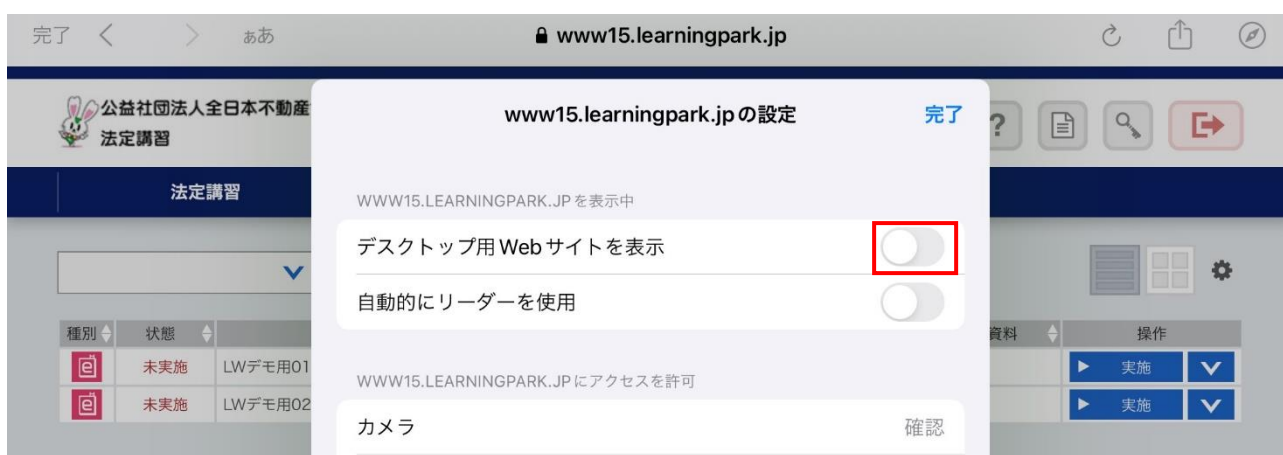 完了 ぁあ www15.learningpark.jp
公益社団法人全日本不動産
法定講習
www15.learningpark.jpの設定 完了
?
法定講習
WWW15.LEARNINGPARK.JPを表示中
デスクトップ用Webサイトを表示
自動的にリーダーを使用
種別 状態 資料 操作
未実施 LWデモ用01 実施
WWW15.LEARNINGPARK.JPにアクセスを許可
未実施 LWデモ用02 実施
カメラ 確認